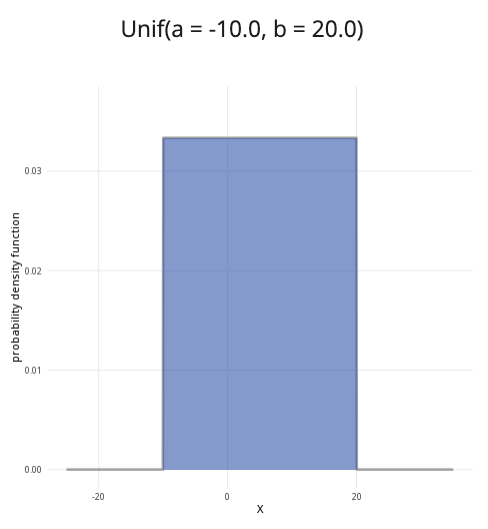 Unif(a = -10.0, b = 20.0)
probability density function
0.03
0.02
0.01
0.00
-20
0
20
X